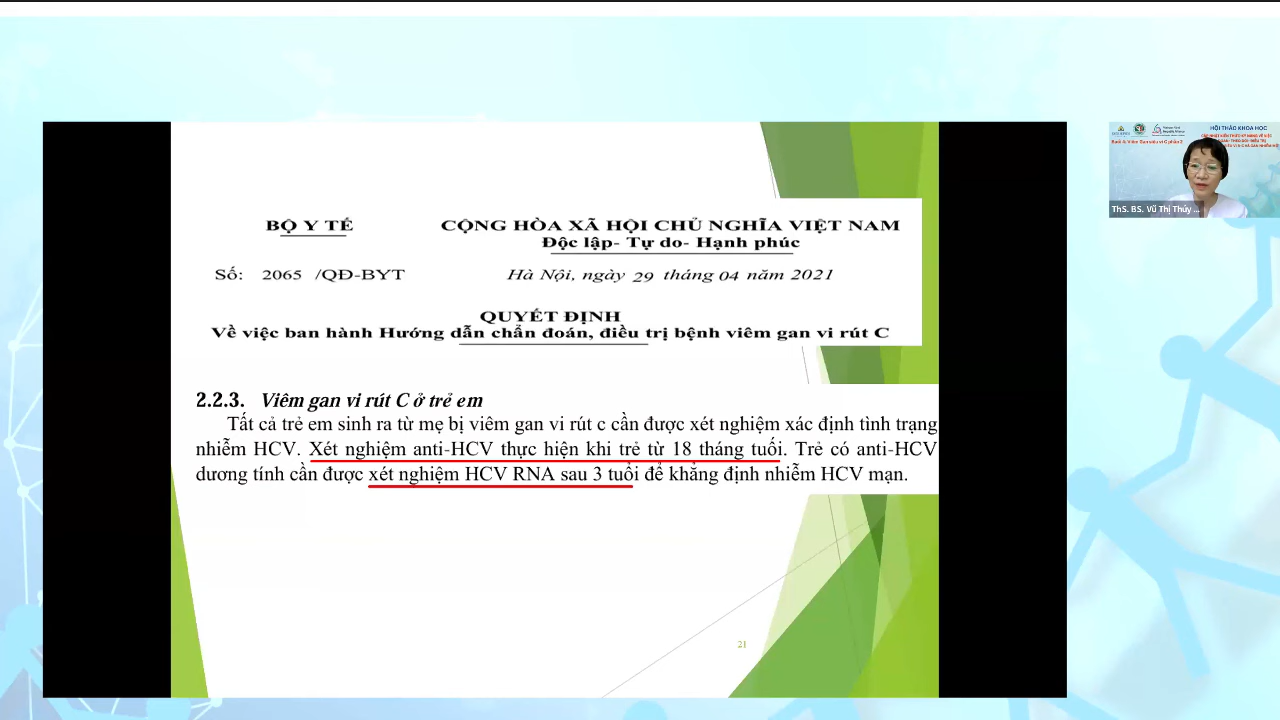 BỘ Y TẾ
CỘNG HÒA XÃ HỘI CHỦ NGHĨA VIỆT NAM
Độc lập- Tự do- Hạnh phúc
Số: 2065 /QĐ-BYT
Hà Nội, ngày 29 tháng 04 năm 2021
QUYẾT ĐỊNH
Về việc ban hành Hướng dẫn chẩn đoán, điều trị bệnh viêm gan vi rút C
2.2.3. Viêm gan vi rút C ở trẻ em
Tất cả trẻ em sinh ra từ mẹ bị viêm gan vi rút c cần được xét nghiệm xác định tình trạng
nhiễm HCV. Xét nghiệm anti-HCV thực hiện khi trẻ từ 18 tháng tuổi. Trẻ có anti-HCV
dương tính cần được xét nghiệm HCV RNA sau 3 tuổi để khẳng định nhiễm HCV mạn.
21
HỘI THẢO KHOA HỌC
ThS. BS. Vũ Thị Thúy ...